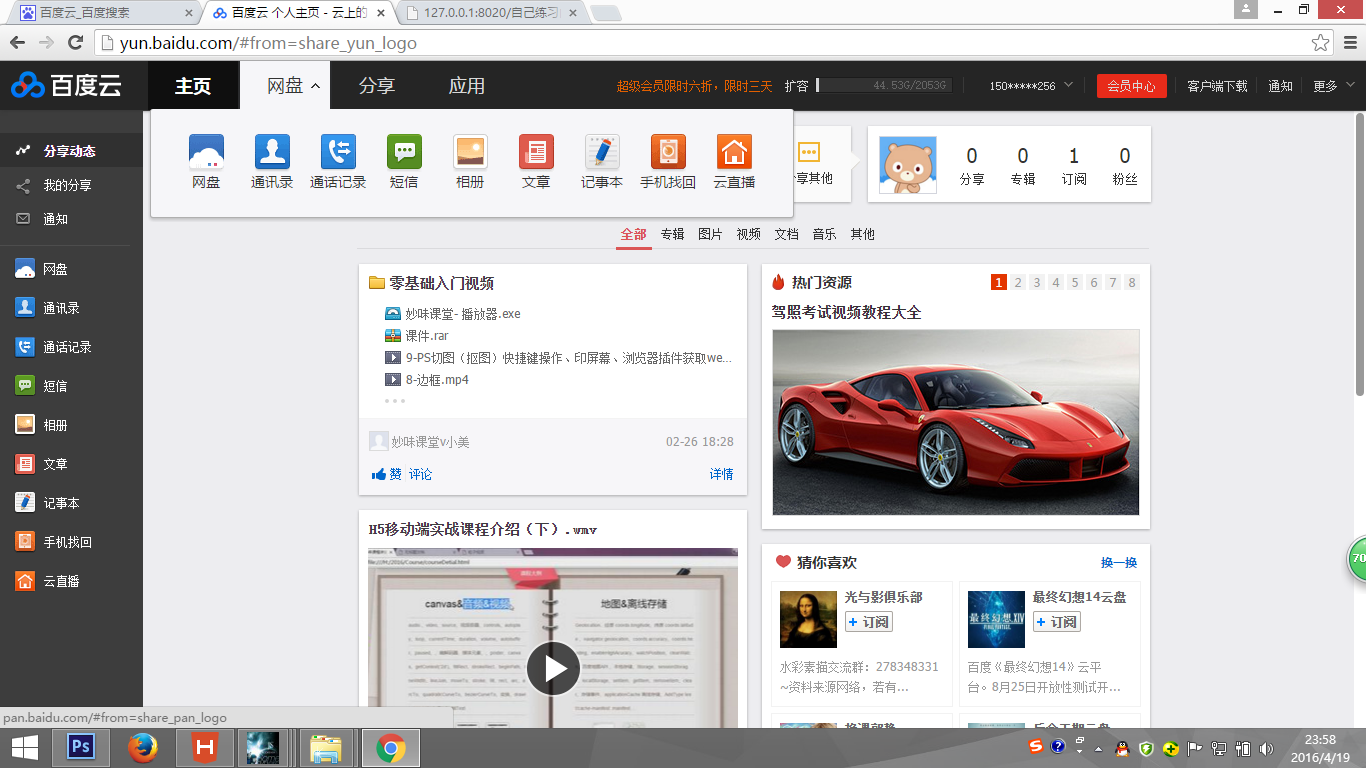 百度云_百度搜索
百度云 个人主页 - 云上的
127.0.0.1:8020/自己练习
yun.baidu.com/#from=share_yun_logo
百度云
主页
网盘
分享
应用
超级会员限时六折，限时三天
扩容
44.53G/2053G
150*****256
会员中心
客户端下载
通知
更多
网盘
通讯录
通话记录
短信
相册
文章
记事本
手机找回
云直播
享其他
0
0
1
0
分享
专辑
订阅
粉丝
分享动态
我的分享
通知
网盘
通讯录
通话记录
短信
相册
文章
记事本
手机找回
云直播
全部
专辑
图片
视频
文档
音乐
其他
零基础入门视频
妙味课堂- 播放器.exe
课件.rar
9-PS切图（抠图）快捷键操作、印屏幕、浏览器插件获取we...
8-边框.mp4
妙味课堂v小美
02-26 18:28
赞
评论
详情
H5移动端实战课程介绍（下）.wmv
canvas&音频&视频
地图&离线存储
热门资源
1 2 3 4 5 6 7 8
驾照考试视频教程大全
猜你喜欢
换一换
光与影俱乐部
+ 订阅
水彩素描交流群：278348331
~资料来源网络，若有...
最终幻想14云盘
+ 订阅
百度《最终幻想14》云平
台。8月25日开放性测试开...
70
pan.baidu.com/#from=share_pan_logo
Ps
H
23:58
2016/4/19